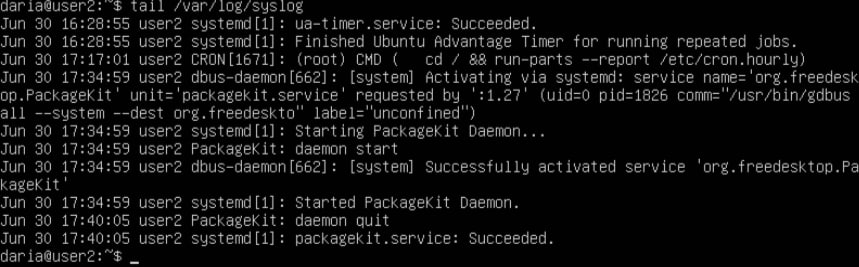 daria@user2:~$ tail /var/log/syslog
Jun 30 16:28:55 user2 systemd[1]: ua-timer.service: Succeeded.
Jun 30 16:28:55 user2 systemd[1]: Finished Ubuntu Advantage Timer for running repeated jobs.
Jun 30 17:17:01 user2 CRON[1671]: (root) CMD (   cd / && run-parts --report /etc/cron.hourly)
Jun 30 17:34:59 user2 dbus-daemon[662]: [system] Activating via systemd: service name='org.freedesk
op.PackageKit' unit='packagekit.service' requested by ':1.27' (uid=0 pid=1826 comm="/usr/bin/gdbus
all --system --dest org.freedeskto" label="unconfined")
Jun 30 17:34:59 user2 systemd[1]: Starting PackageKit Daemon...
Jun 30 17:34:59 user2 PackageKit: daemon start
Jun 30 17:34:59 user2 dbus-daemon[662]: [system] Successfully activated service 'org.freedesktop.Pa
kageKit'
Jun 30 17:34:59 user2 systemd[1]: Started PackageKit Daemon.
Jun 30 17:40:05 user2 PackageKit: daemon quit
Jun 30 17:40:05 user2 systemd[1]: packagekit.service: Succeeded.
daria@user2:~$ _